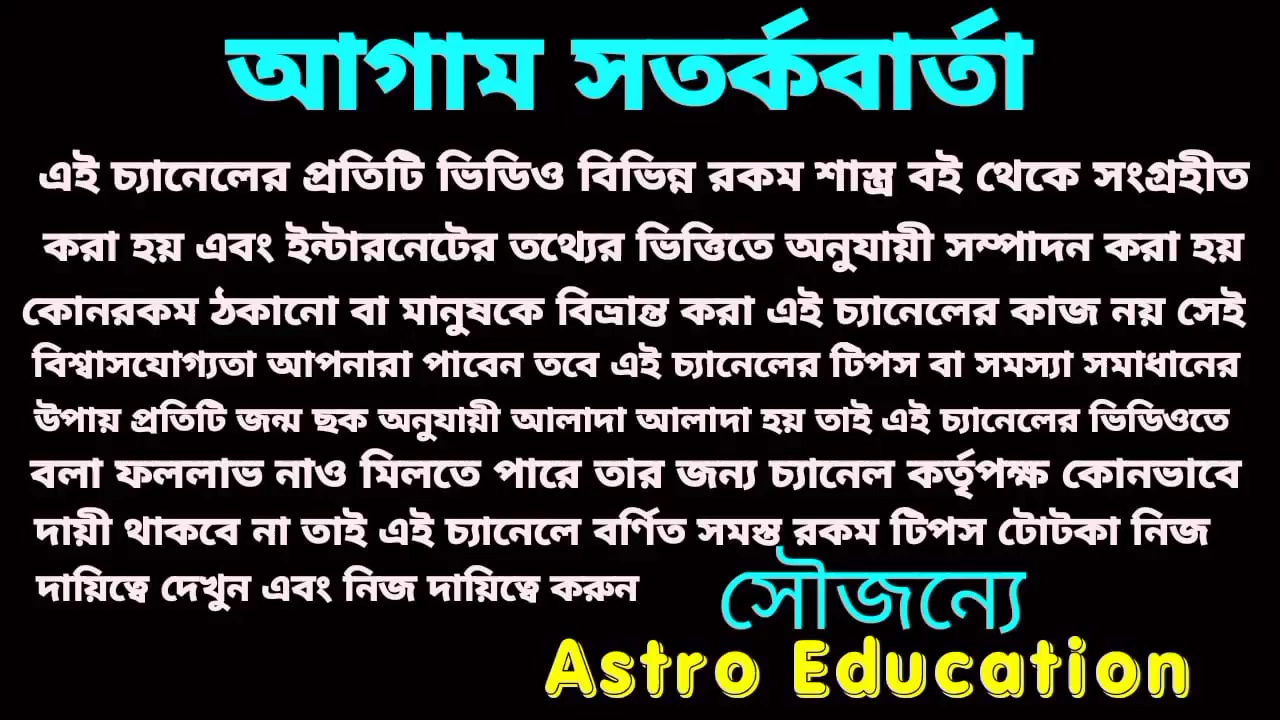 আগাম সতর্কবার্তা
এই চ্যানেলের প্রতিটি ভিডিও বিভিন্ন রকম শাস্ত্র বই থেকে সংগ্রহীত
করা হয় এবং ইন্টারনেটের তথ্যের ভিত্তিতে অনুযায়ী সম্পাদন করা হয়
কোনরকম ঠকানো বা মানুষকে বিভ্রান্ত করা এই চ্যানেলের কাজ নয় সেই
বিশ্বাসযোগ্যতা আপনারা পাবেন তবে এই চ্যানেলের টিপস বা সমস্যা সমাধানের
উপায় প্রতিটি জন্ম ছক অনুযায়ী আলাদা আলাদা হয় তাই এই চ্যানেলের ভিডিওতে
বলা ফললাভ নাও মিলতে পারে তার জন্য চ্যানেল কর্তৃপক্ষ কোনভাবে
দায়ী থাকবে না তাই এই চ্যানেলে বর্ণিত সমস্ত রকম টিপস টোটকা নিজ
দায়িত্বে দেখুন এবং নিজ দায়িত্বে করুন
সৌজন্যে
Astro Education